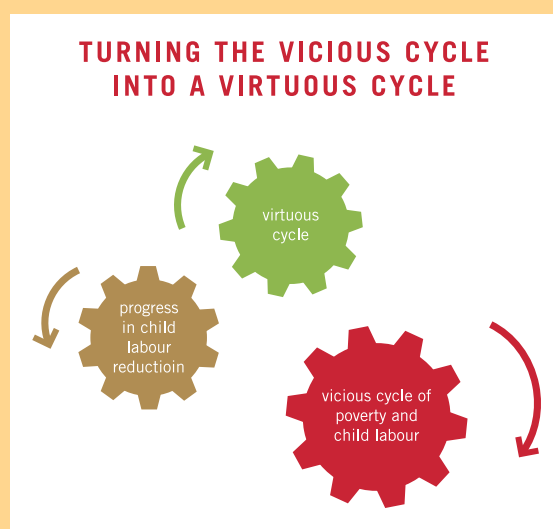 TURNING THE VICIOUS CYCLE
INTO A VIRTUOUS CYCLE
virtuous
cycle
progress
in child
labour
reductioin
vicious cycle of
poverty and
child labour